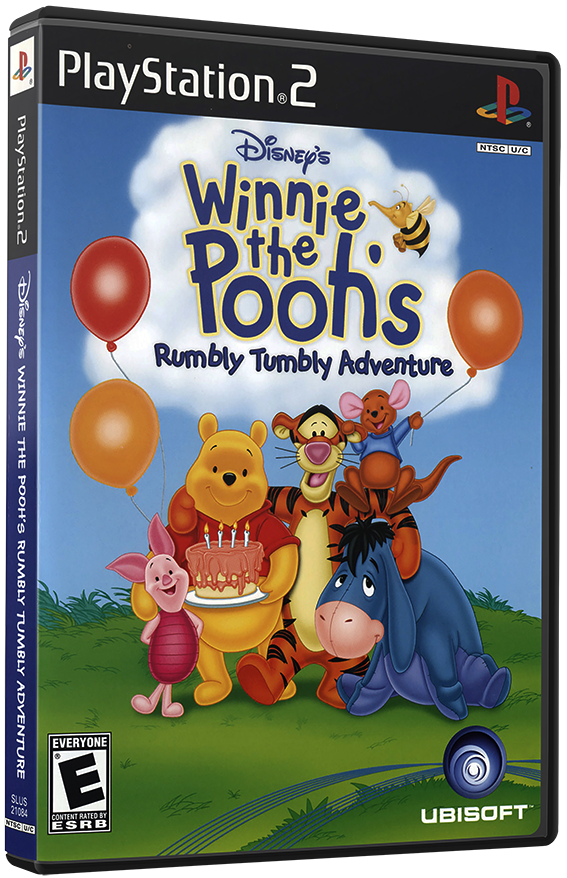 PlayStation.2
PlayStation®2
NTSC U/C
Disney's
Winnie
the
Pooh's
Rumbly Tumbly Adventure
DISNEY'S WINNIE THE POOH'S RUMBLY TUMBLY ADVENTURE
SLUS
21084
NTSC U/C
EVERYONE
E
®
CONTENT RATED BY
ESRB
UBISOFT™